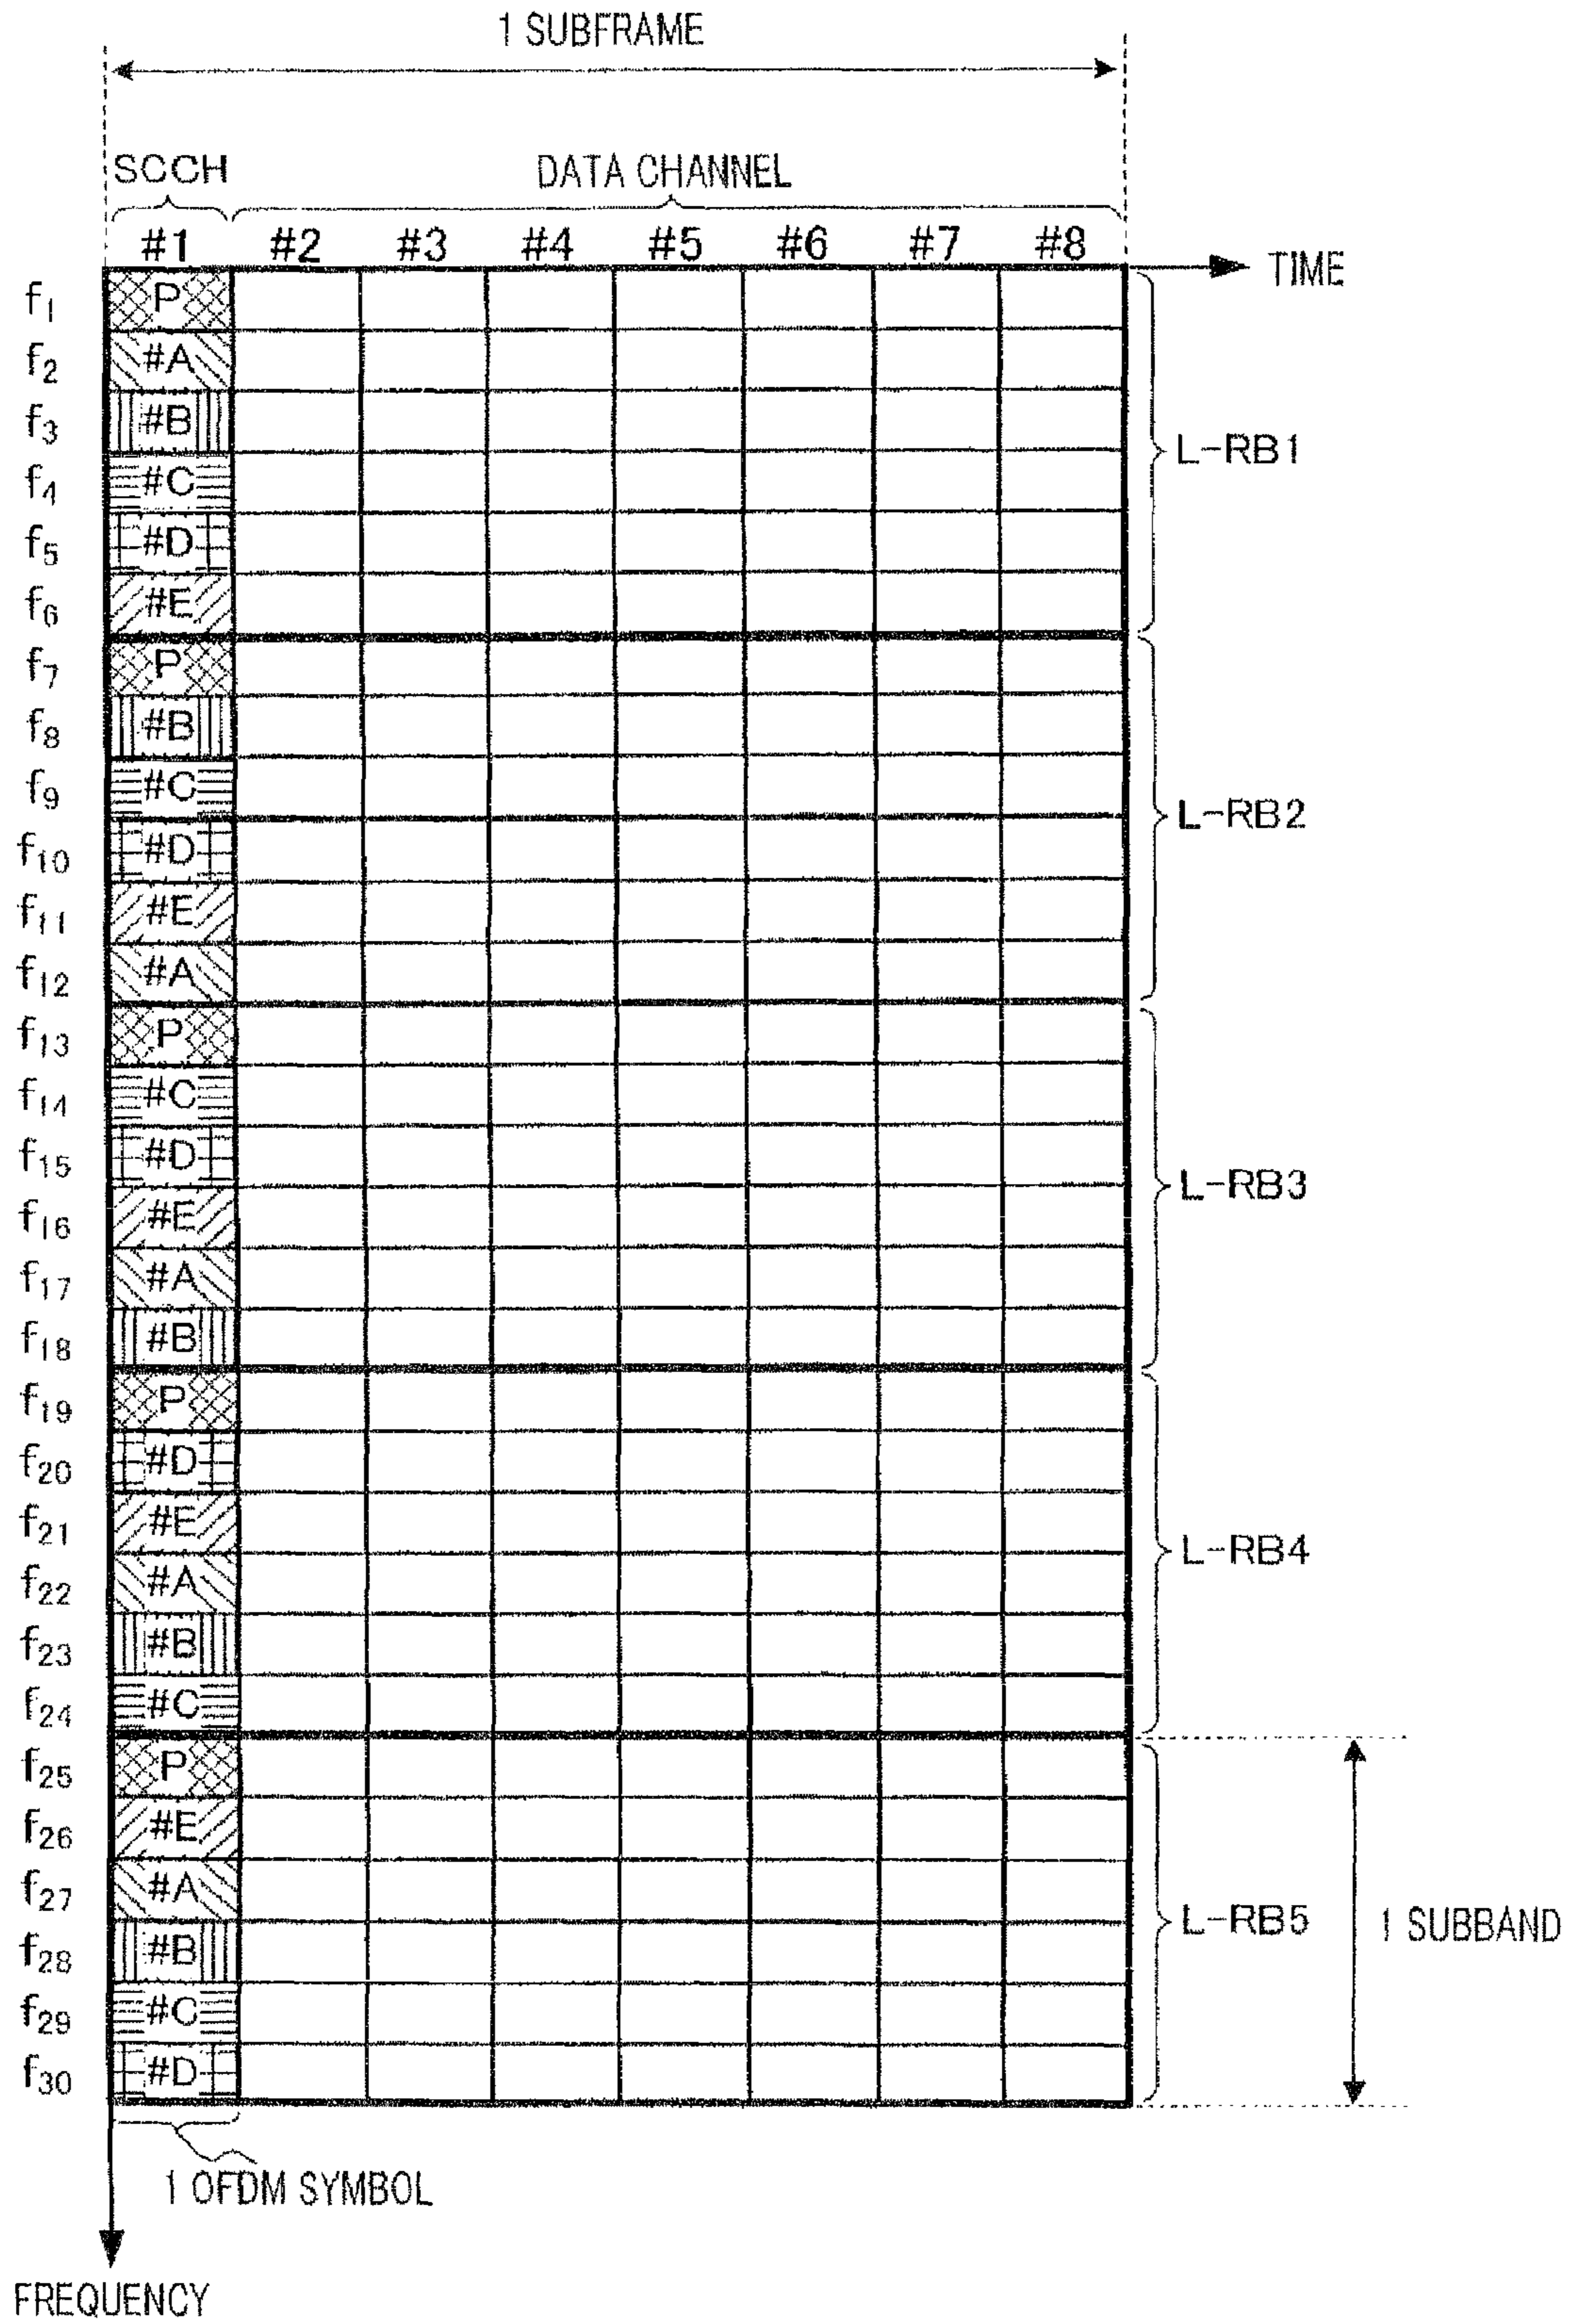 1 SUBFRAME
SCCH DATA CHANNEL
#1 #2 #3 #4 #5 #6 #7 #8
TIME
f1 P
f2 #A
f3 #B
f4 #C
f5 #D
f6 #E
L-RB1
f7 P
f8 #B
f9 #C
f10 #D
f11 #E
f12 #A
L-RB2
f13 P
f14 #C
f15 #D
f16 #E
f17 #A
f18 #B
L-RB3
f19 P
f20 #D
f21 #E
f22 #A
f23 #B
f24 #C
L-RB4
f25 P
f26 #E
f27 #A
f28 #B
f29 #C
f30 #D
L-RB5
1 SUBBAND
1 OFDM SYMBOL
FREQUENCY